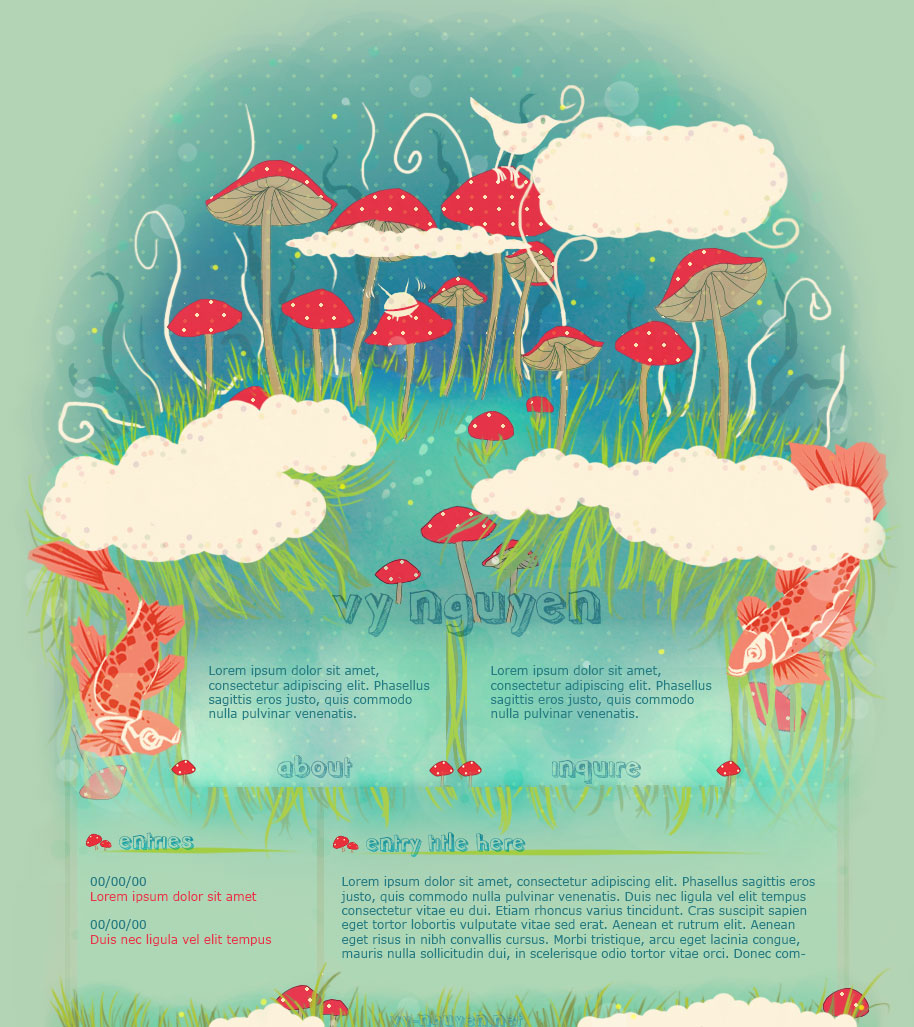 vy nguyen
Lorem ipsum dolor sit amet,
consectetur adipiscing elit. Phasellus
sagittis eros justo, quis commodo
nulla pulvinar venenatis.
about
Lorem ipsum dolor sit amet,
consectetur adipiscing elit. Phasellus
sagittis eros justo, quis commodo
nulla pulvinar venenatis.
inquire
entries
00/00/00
Lorem ipsum dolor sit amet
00/00/00
Duis nec ligula vel elit tempus
entry title here
Lorem ipsum dolor sit amet, consectetur adipiscing elit. Phasellus sagittis eros
justo, quis commodo nulla pulvinar venenatis. Duis nec ligula vel elit tempus
consectetur vitae eu dui. Etiam rhoncus varius tincidunt. Cras suscipit sapien
eget tortor lobortis vulputate vitae sed erat. Aenean et rutrum elit. Aenean
eget risus in nibh convallis cursus. Morbi tristique, arcu eget lacinia congue,
mauris nulla sollicitudin dui, in scelerisque odio tortor vitae orci. Donec com-